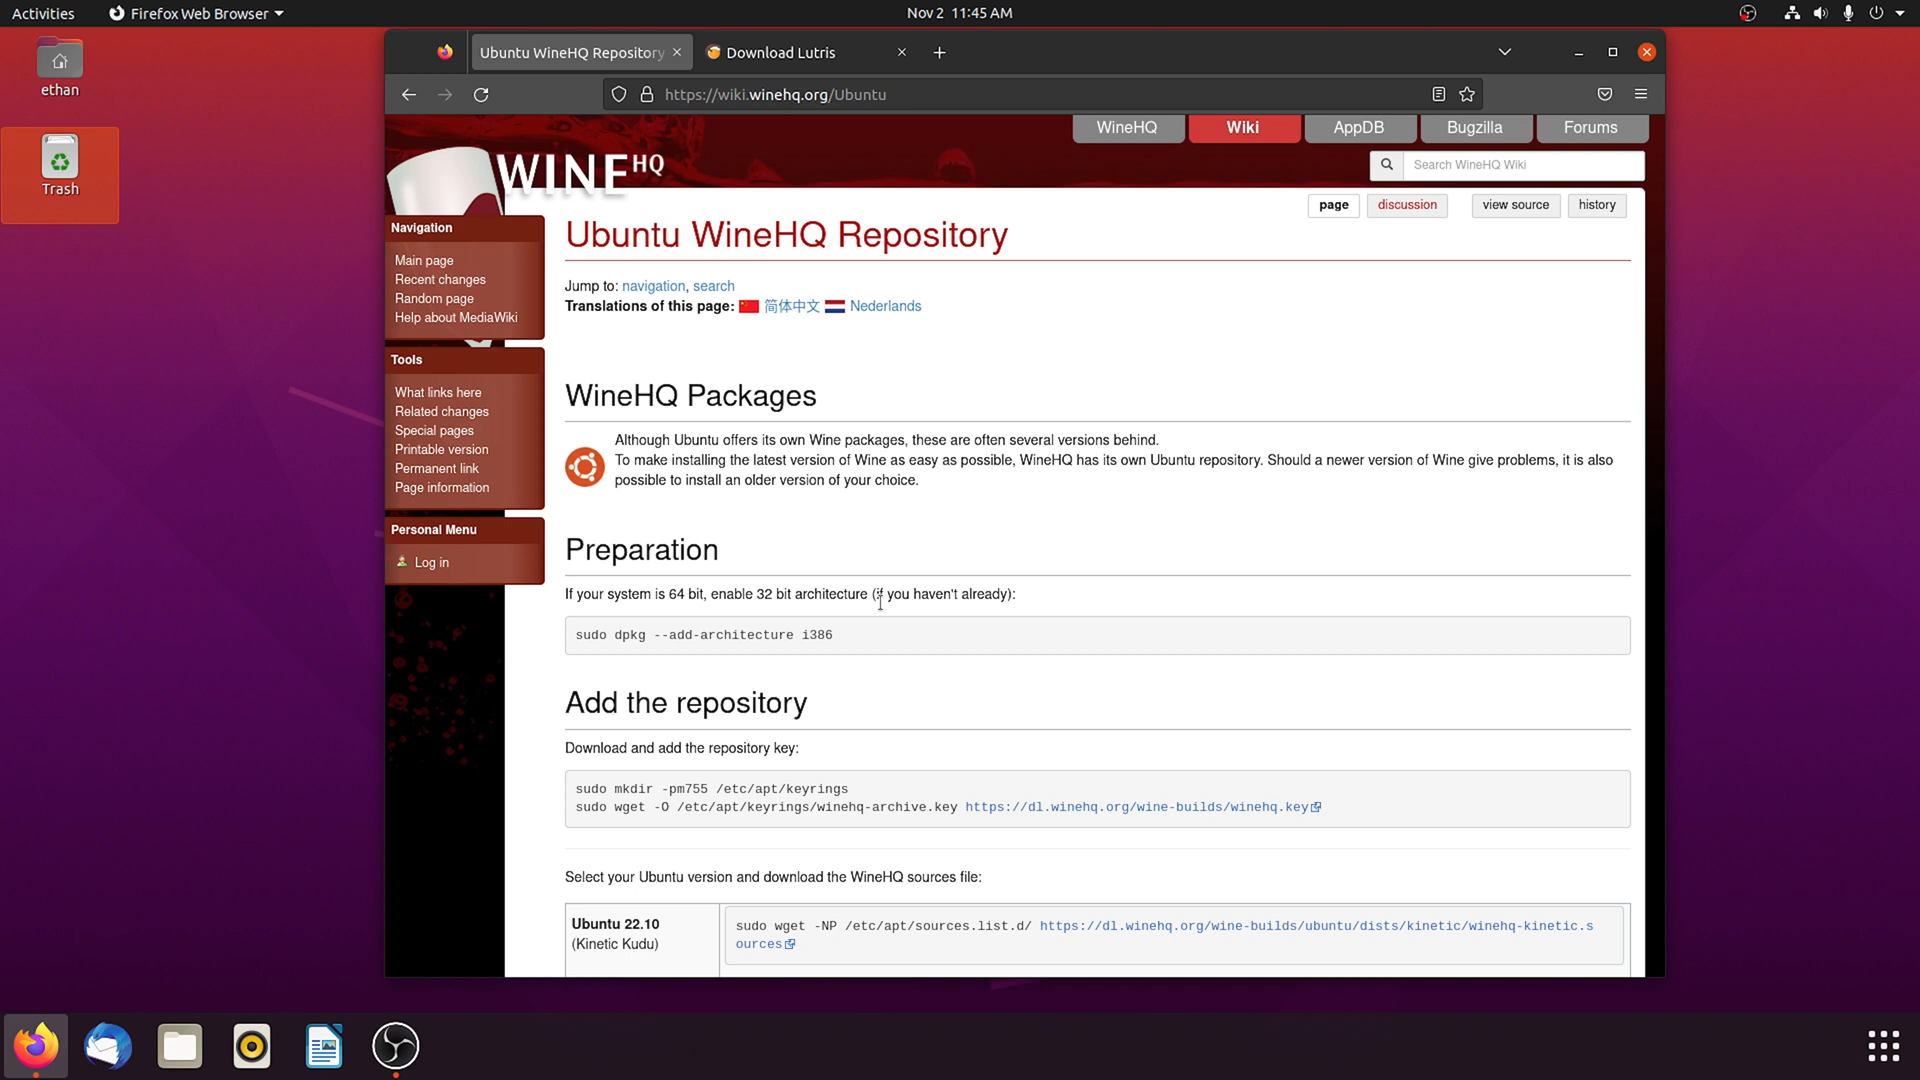 Activities
Firefox Web Browser
Nov 2 11:45 AM
ethan
Trash
Ubuntu WineHQ Repository
Download Lutris
https://wiki.winehq.org/Ubuntu
WineHQ
Wiki
AppDB
Bugzilla
Forums
WINEHQ
Search WineHQ Wiki
page
discussion
view source
history
Navigation
Main page
Recent changes
Random page
Help about MediaWiki
Tools
What links here
Related changes
Special pages
Printable version
Permanent link
Page information
Personal Menu
Log in
Ubuntu WineHQ Repository
Jump to: navigation, search
Translations of this page: 简体中文 Nederlands
WineHQ Packages
Although Ubuntu offers its own Wine packages, these are often several versions behind.
To make installing the latest version of Wine as easy as possible, WineHQ has its own Ubuntu repository. Should a newer version of Wine give problems, it is also
possible to install an older version of your choice.
Preparation
If your system is 64 bit, enable 32 bit architecture (if you haven't already):
sudo dpkg --add-architecture i386
Add the repository
Download and add the repository key:
sudo mkdir -pm755 /etc/apt/keyrings
sudo wget -O /etc/apt/keyrings/winehq-archive.key https://dl.winehq.org/wine-builds/winehq.key
Select your Ubuntu version and download the WineHQ sources file:
Ubuntu 22.10
(Kinetic Kudu)
sudo wget -NP /etc/apt/sources.list.d/ https://dl.winehq.org/wine-builds/ubuntu/dists/kinetic/winehq-kinetic.s
ources